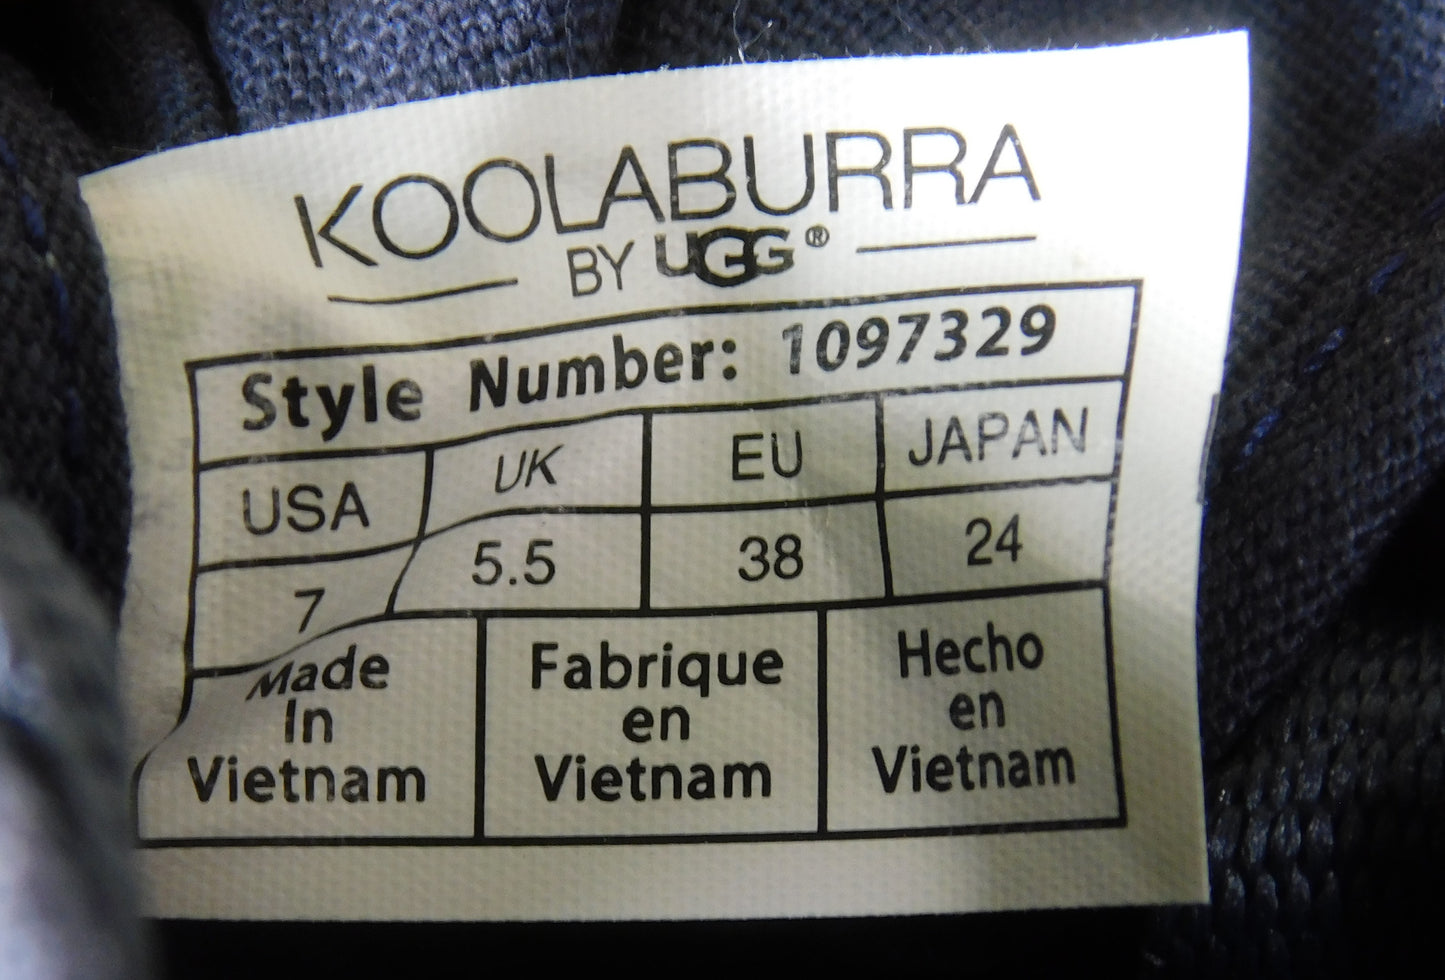 KOOLABURRA
BY UGG®
Style Number: 1097329
USA UK EU JAPAN
7 5.5 38 24
Made
In
Vietnam
Fabrique
en
Vietnam
Hecho
en
Vietnam